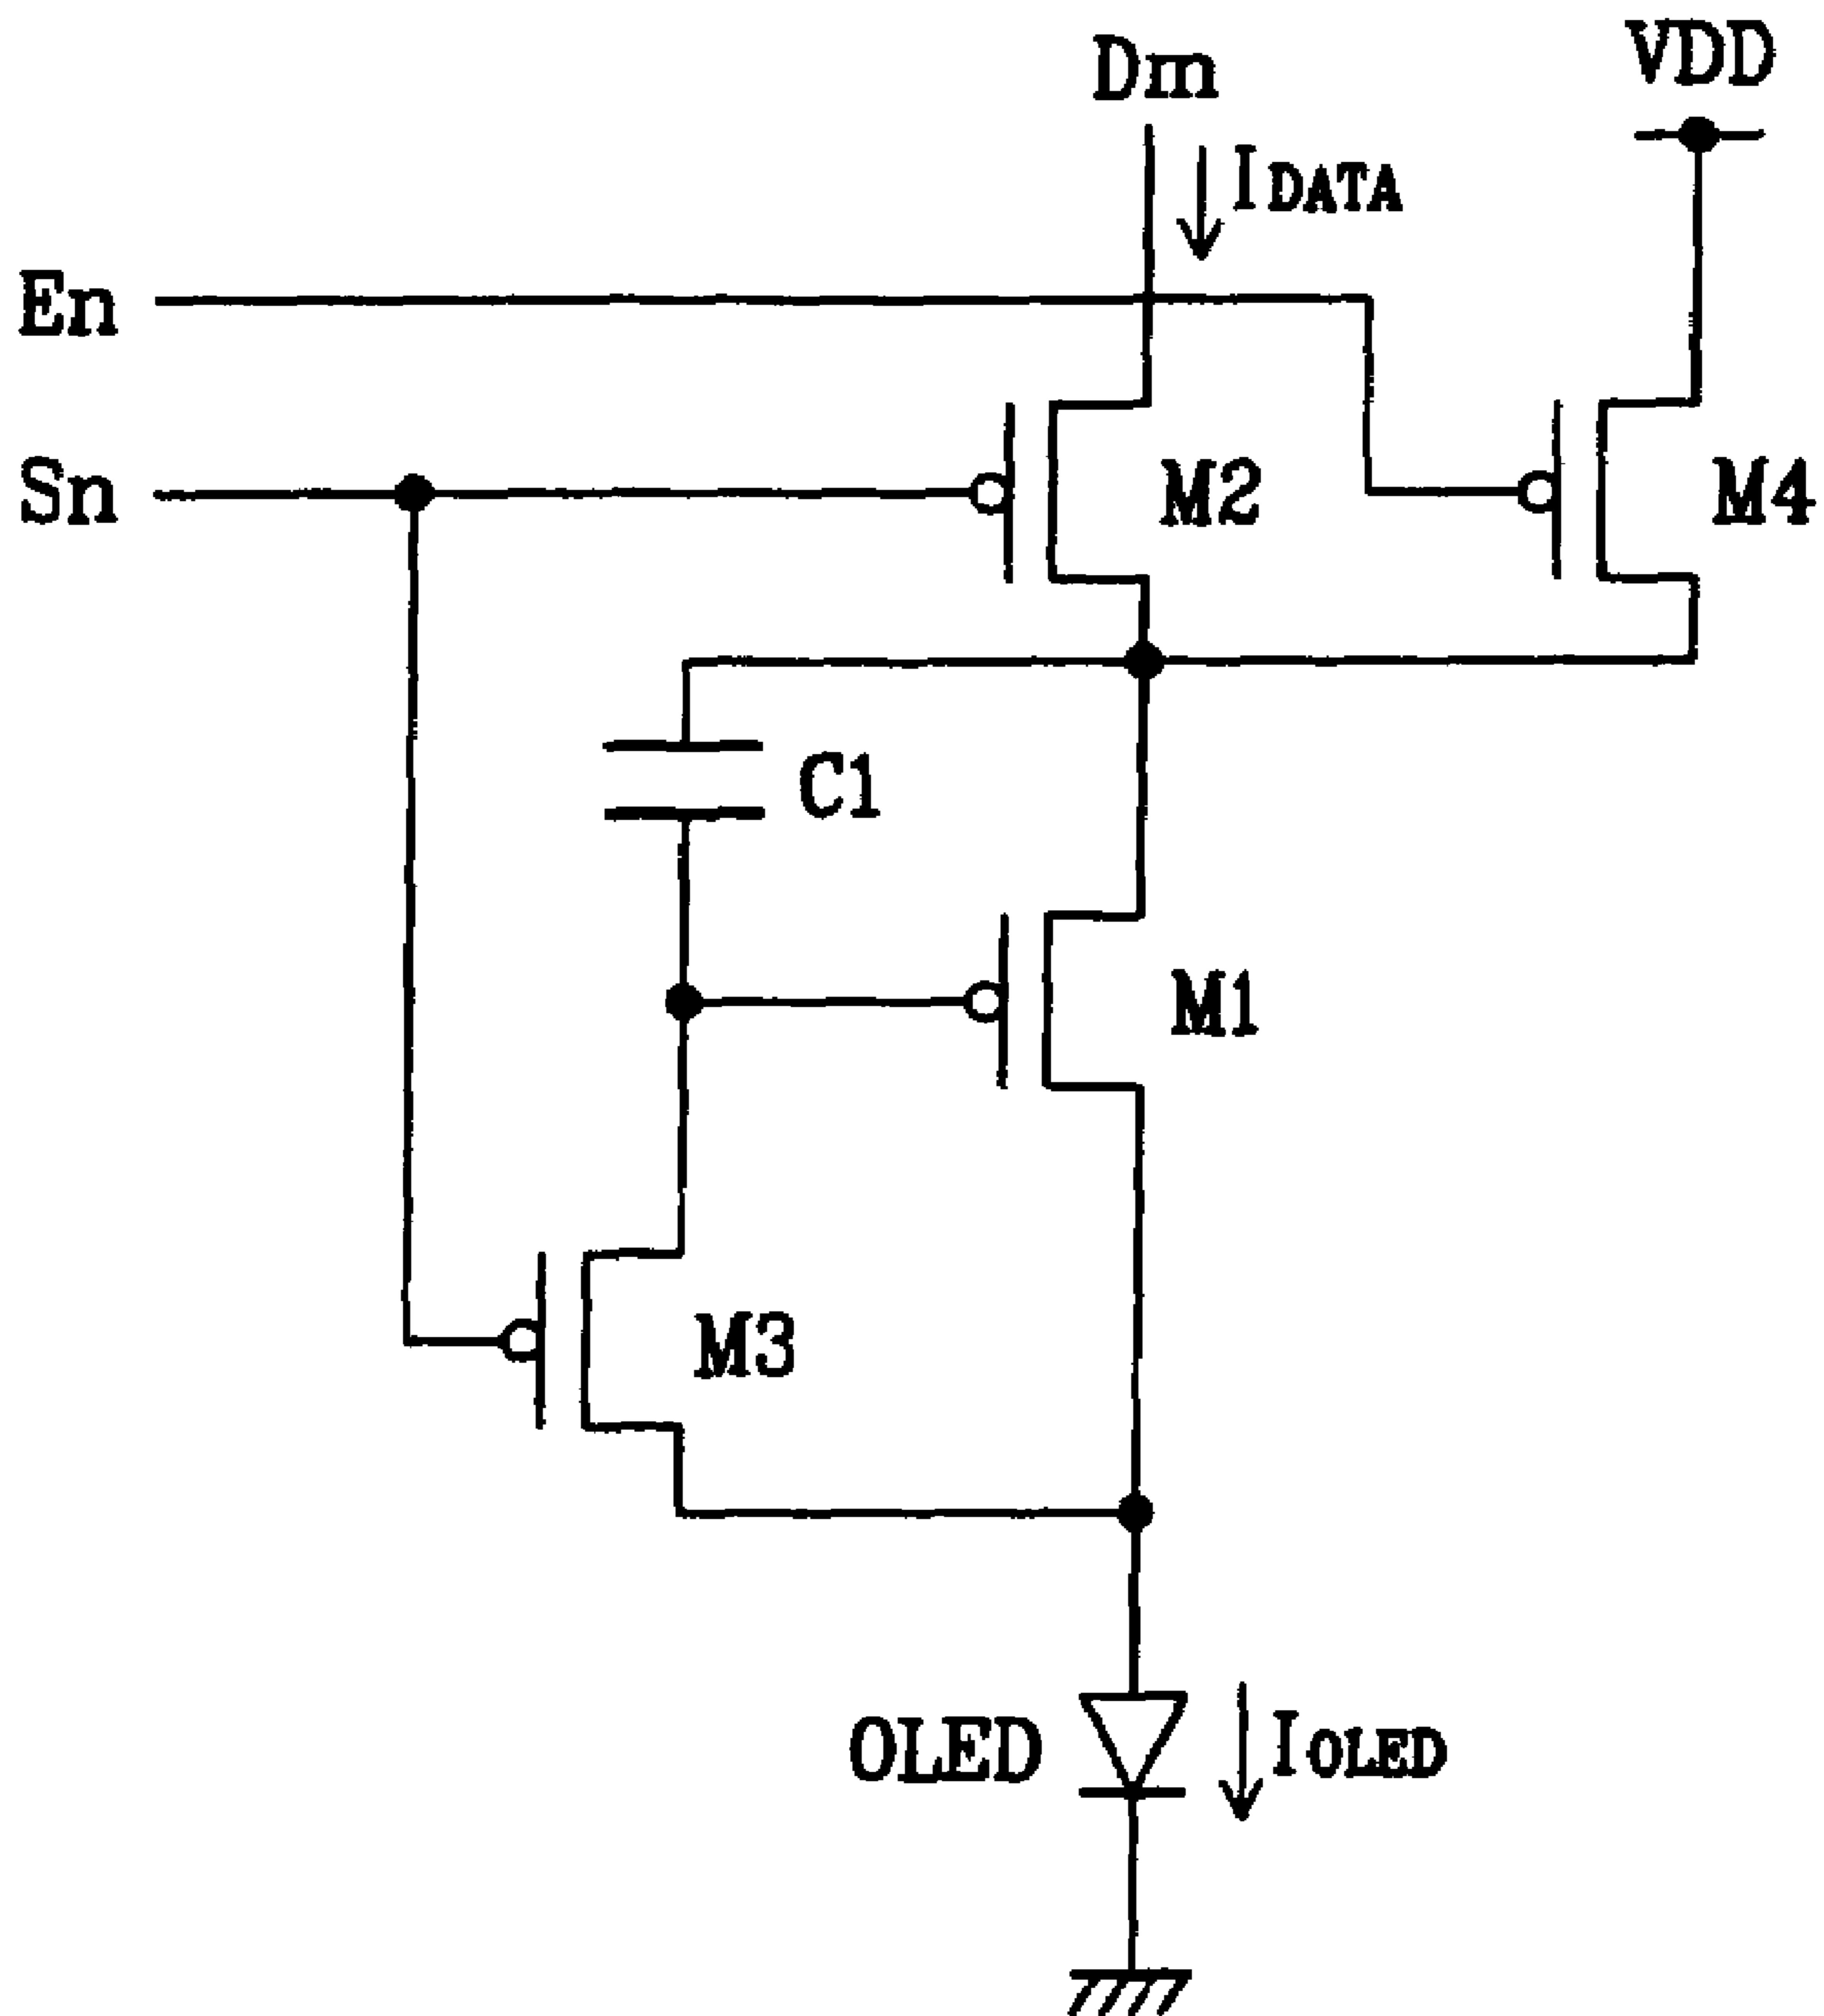 Dm
VDD
IDATA
En
Sn
M2
M4
C1
M1
M3
OLED
IOLED